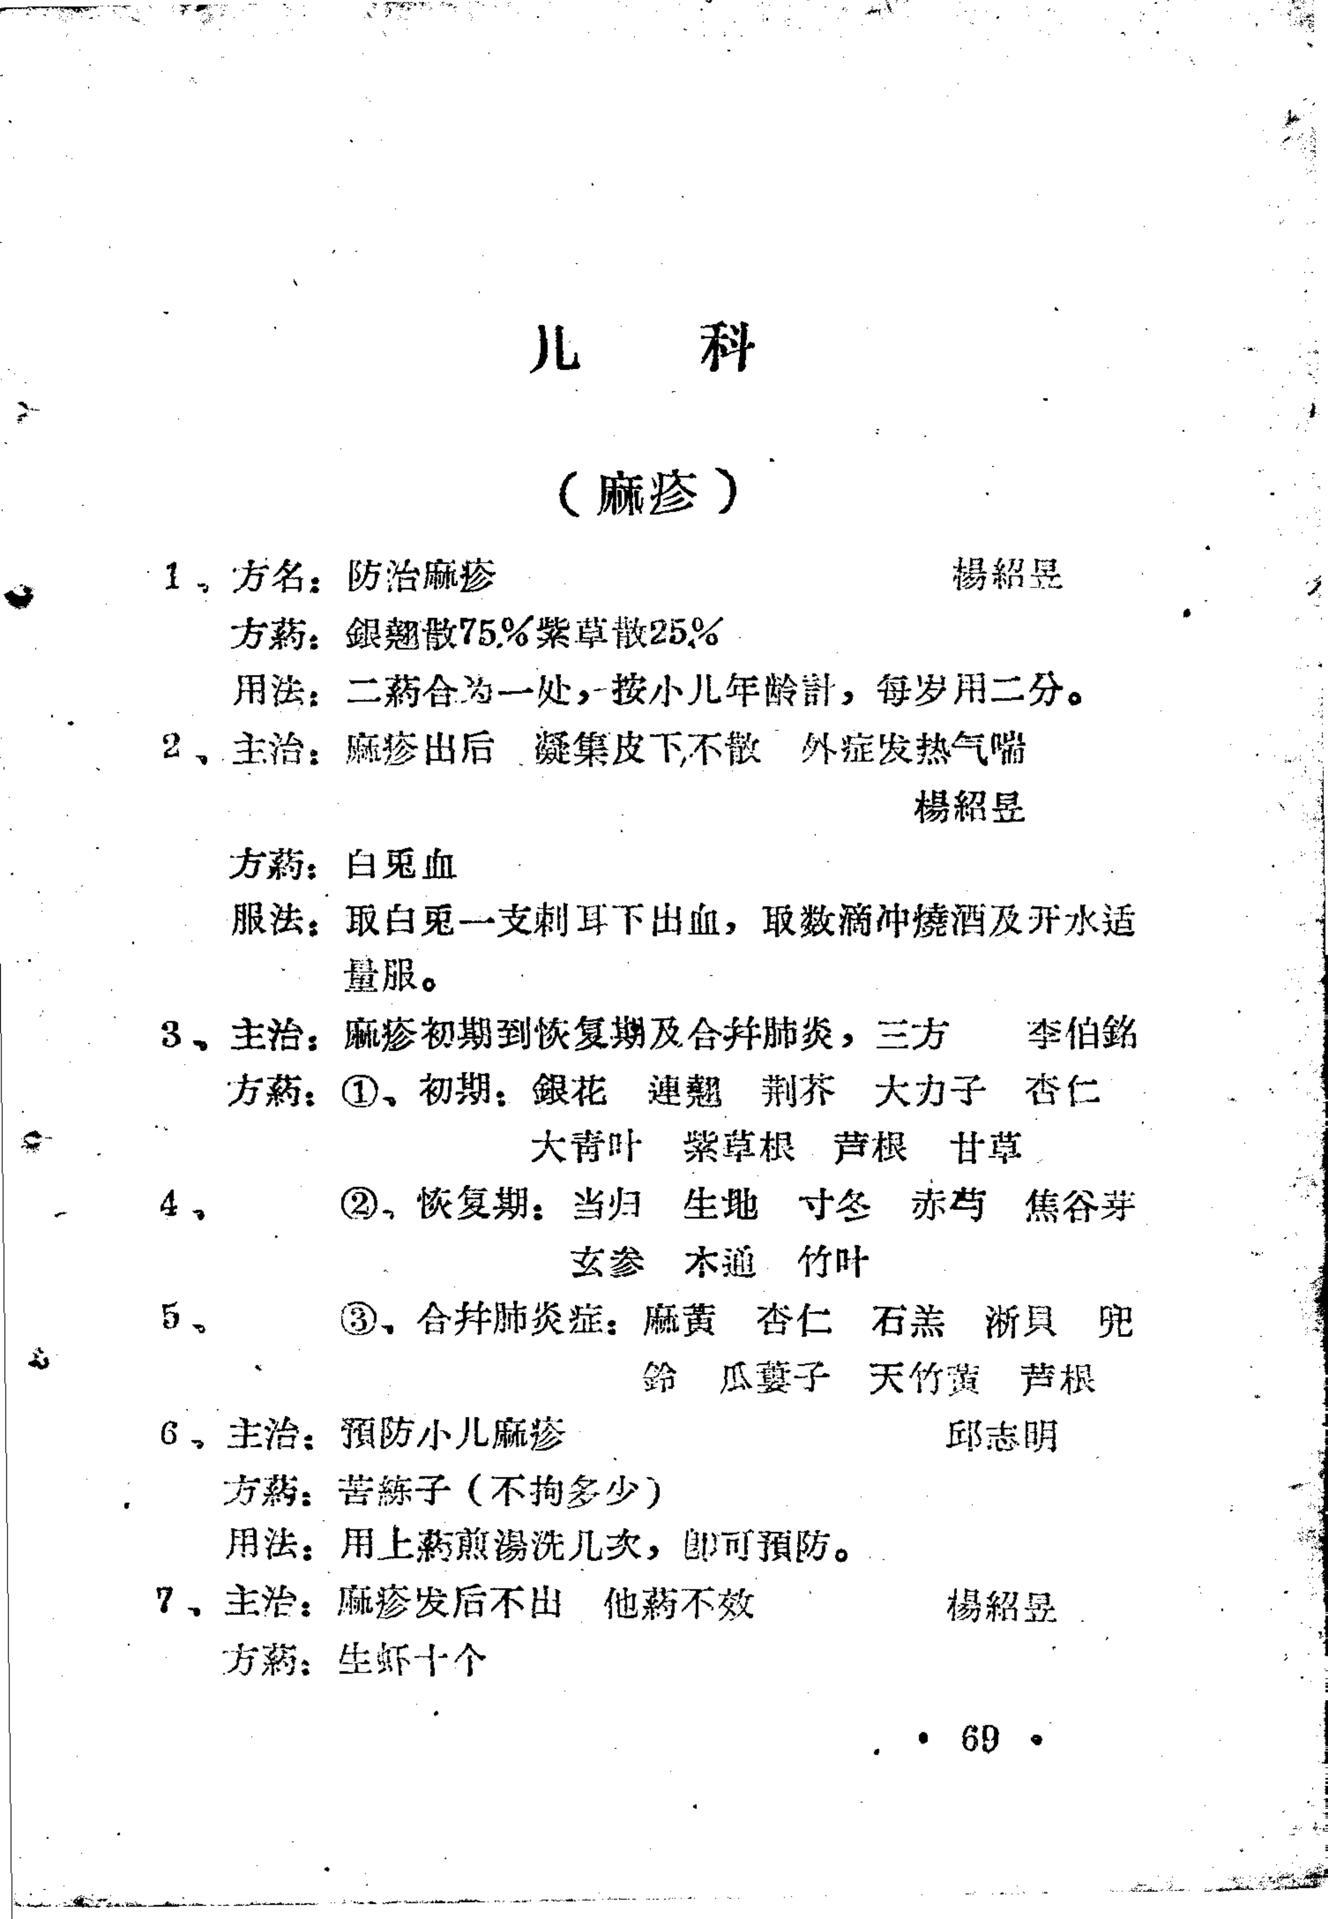 儿　科
（麻疹）
1、方名：防治麻疹　楊紹昱
方葯：銀翘散75％紫草散25％
用法：二葯合为一处，按小儿年龄計，每岁用二分。
2、主治：麻疹出后　凝集皮下不散　外症发热气喘
楊紹昱
方葯：白兎血
服法：取白兎一支刺耳下出血，取数滴冲燒酒及开水适
量服。
3、主治：麻疹初期到恢复期及合幷肺炎，三方　李伯銘
方葯：①、初期：銀花　連翘　荆芥　大力子　杏仁
大青叶　紫草根　芦根　甘草
4、②、恢复期：当归　生地　寸冬　赤芍　焦谷芽
玄参　木通　竹叶
5、③、合幷肺炎症：麻黄　杏仁　石羔　淅貝　兜
鈴　瓜蔞子　天竹黄　芦根
6、主治：預防小儿麻疹　邱志明
方葯：苦練子（不拘多少）
用法：用上葯煎湯洗几次，卽可預防。
7、主治：麻疹发后不出　他葯不效　楊紹昱
方葯：生虾十个
• 69 •